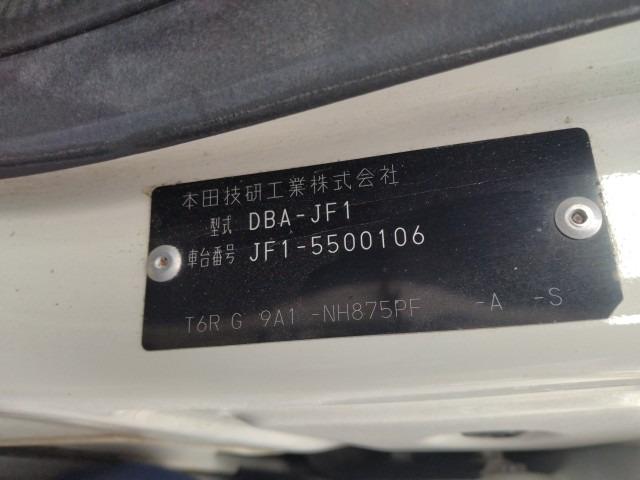 本田技研工業株式会社
型式 DBA-JF1
車台番号 JF1-5500106
T6R G 9A1 -NH875PF -A -S